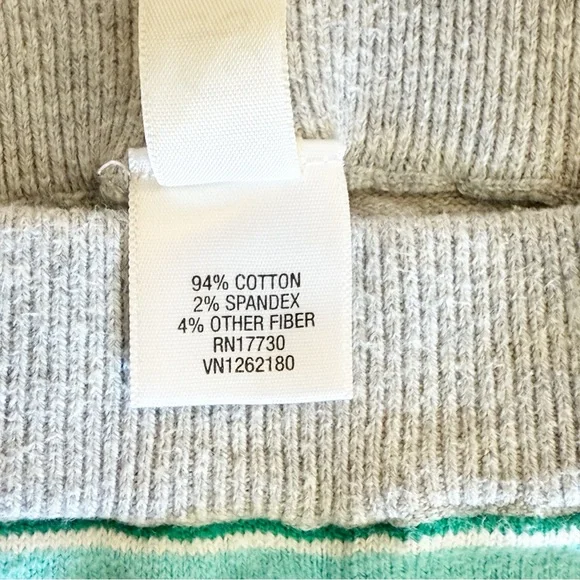 94% COTTON
2% SPANDEX
4% OTHER FIBER
RN17730
VN1262180